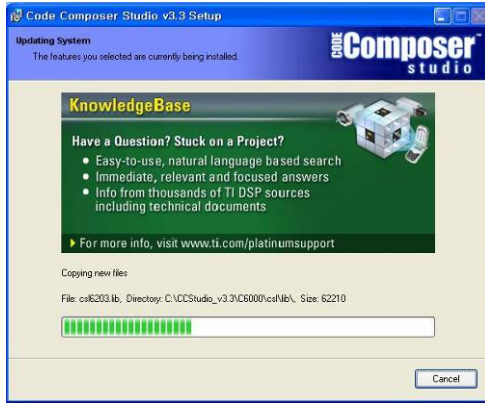 Code Composer Studio v3.3 Setup
Updating System
The features you selected are currently being installed.
CODE
Composer
studio
KnowledgeBase
Have a Question? Stuck on a Project?
• Easy-to-use, natural language based search
• Immediate, relevant and focused answers
• Info from thousands of TI DSP sources
including technical documents
For more info, visit www.ti.com/platinumsupport
Copying new files
File: csl6203.lib, Directory: C:\CCStudio_v3.3\C6000\csl\lib\, Size: 62210
Cancel